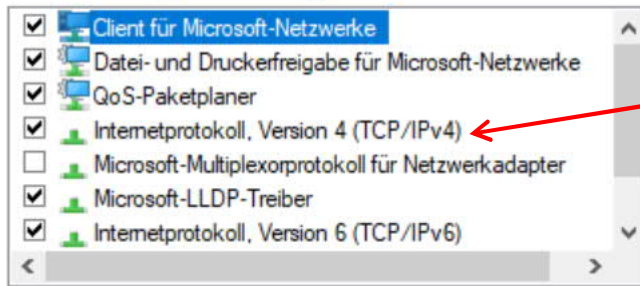 Client für Microsoft-Netzwerke
Datei- und Druckerfreigabe für Microsoft-Netzwerke
QoS-Paketplaner
Internetprotokoll, Version 4 (TCP/IPv4)
Microsoft-Multiplexorprotokoll für Netzwerkadapter
Microsoft-LLDP-Treiber
Internetprotokoll, Version 6 (TCP/IPv6)